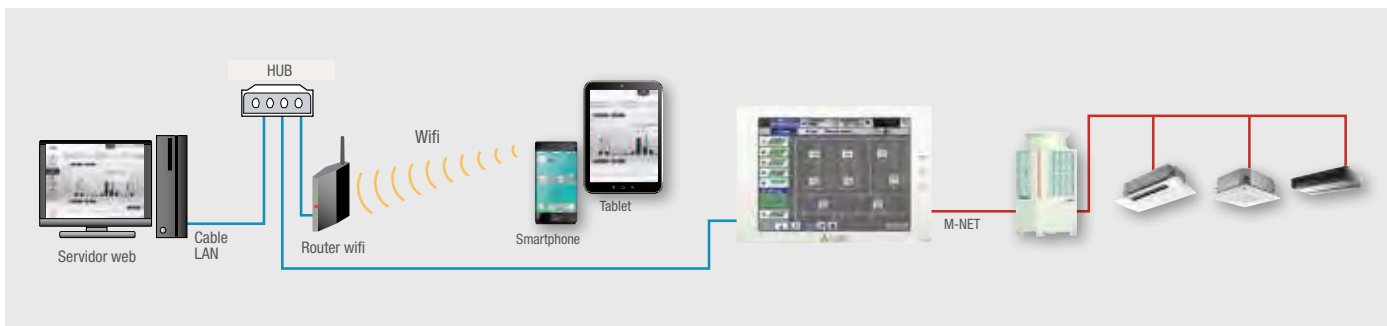 HUB
Wifi
Servidor web
Cable
LAN
Router wifi
Smartphone
Tablet
M-NET